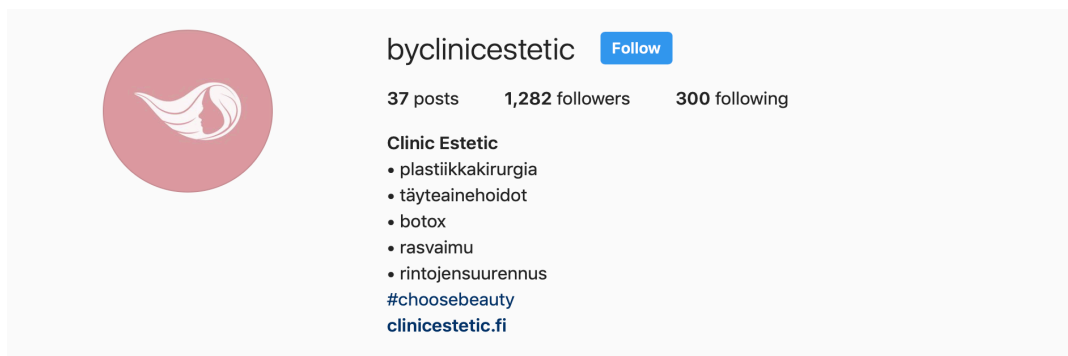 byclinicestetic Follow
37 posts 1,282 followers 300 following
Clinic Estetic
• plastiikkakirurgia
• täyteainehoidot
• botox
• rasvaimu
• rintojensuurennus
#choosebeauty
clinicestetic.fi